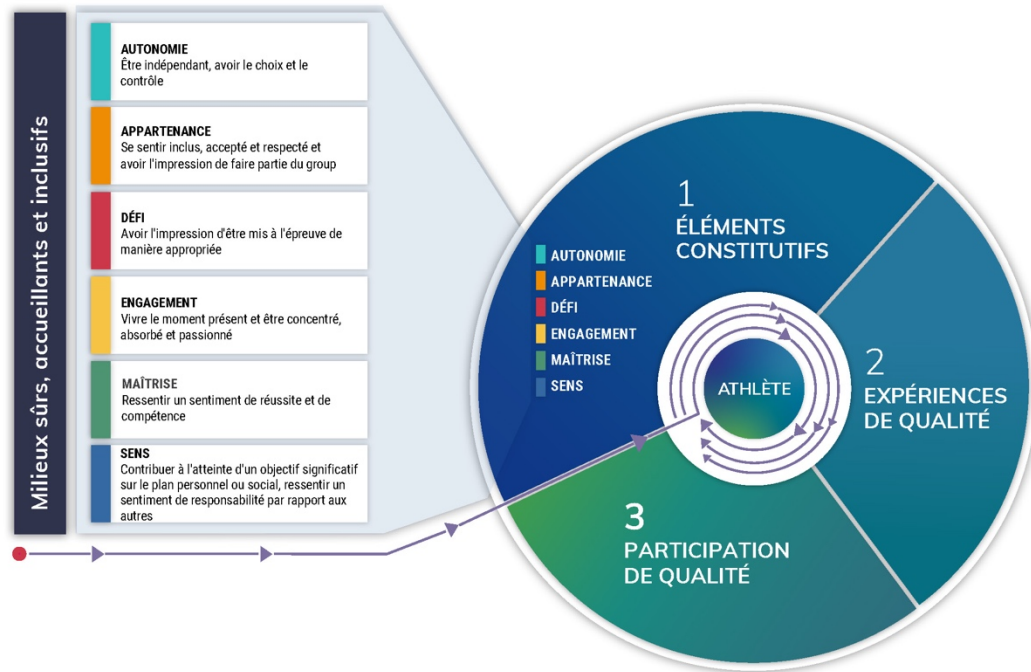 Milieux sûrs, accueillants et inclusifs
AUTONOMIE
Être indépendant, avoir le choix et le
contrôle
APPARTENANCE
Se sentir inclus, accepté et respecté et
avoir l'impression de faire partie du group
DÉFI
Avoir l'impression d'être mis à l'épreuve de
manière appropriée
ENGAGEMENT
Vivre le moment présent et être concentré,
absorbé et passionné
MAÎTRISE
Ressentir un sentiment de réussite et de
compétence
SENS
Contribuer à l'atteinte d'un objectif significatif
sur le plan personnel ou social, ressentir un
sentiment de responsabilité par rapport aux
autres
1
ÉLÉMENTS
CONSTITUTIFS
AUTONOMIE
APPARTENANCE
DÉFI
ENGAGEMENT
MAÎTRISE
SENS
ATHLÈTE
2
EXPÉRIENCES
DE QUALITÉ
3
PARTICIPATION
DE QUALITÉ